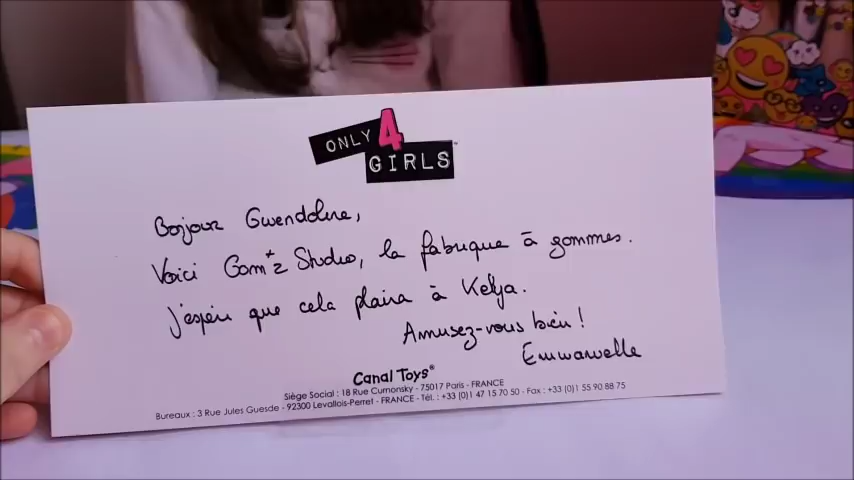 ONLY 4 GIRLS
Bonjour Gwendoline,
Voici Gom'z Studio, la fabrique à gommes.
J'espère que cela plaira à Kelya.
Amusez-vous bien !
Emmanuelle
Canal Toys®
Siège Social : 18 Rue Curnonsky - 75017 Paris - FRANCE
Bureaux : 3 Rue Jules Guesde - 92300 Levallois-Perret - FRANCE - Tél. : +33 (0)1 47 15 70 50 - Fax : +33 (0)1 55 90 88 75